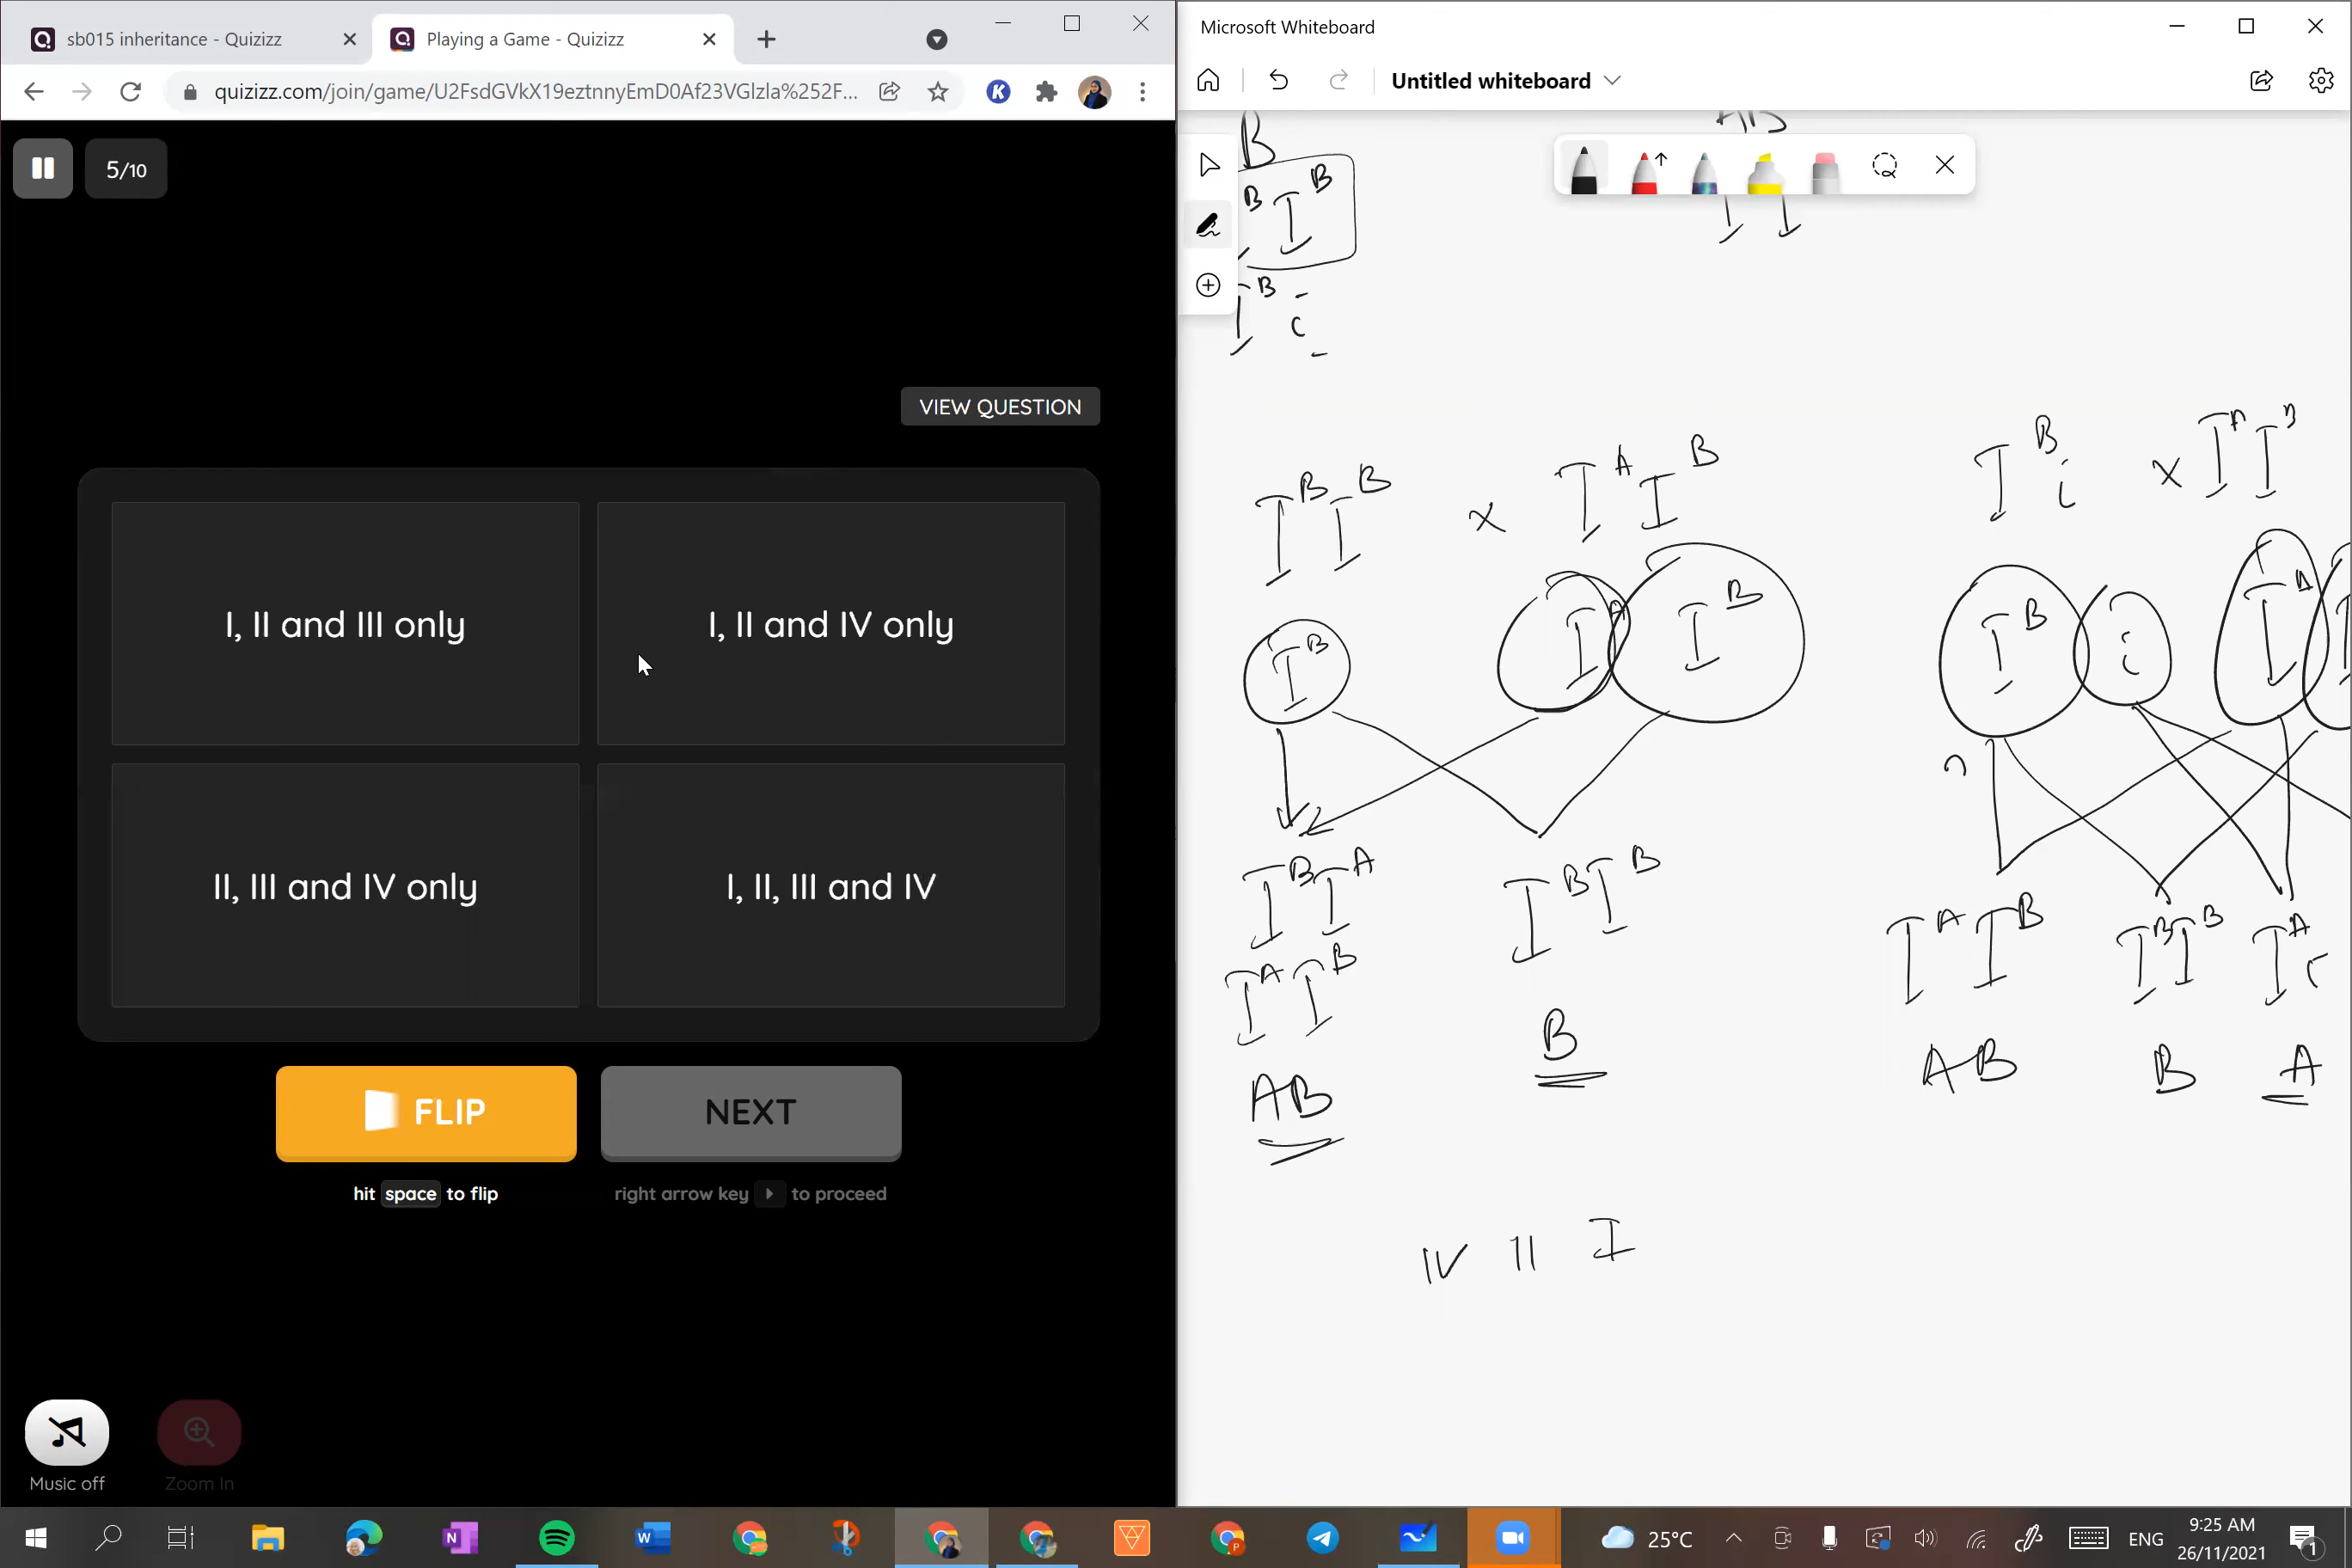 sb015 inheritance - Quizizz
Playing a Game - Quizizz
quizizz.com/join/game/U2FsdGVkX19eztnnyEmD0Af23VGlzla%252F...
5/10
VIEW QUESTION
I, II and III only
I, II and IV only
II, III and IV only
I, II, III and IV
FLIP
NEXT
hit space to flip
right arrow key to proceed
Music off
Zoom In
Microsoft Whiteboard
Untitled whiteboard
B
AB
B I^B
I I
I^B i
I^B I^B x I^A I^B
I^B i x I^A I^B
I^B I^A I^B
I^B i I^A
I^B I^A I^B I^B
I^A I^B
AB B
I^A I^B I^B I^B I^A i
AB B A
IV II I
25°C
ENG
9:25 AM
26/11/2021
1